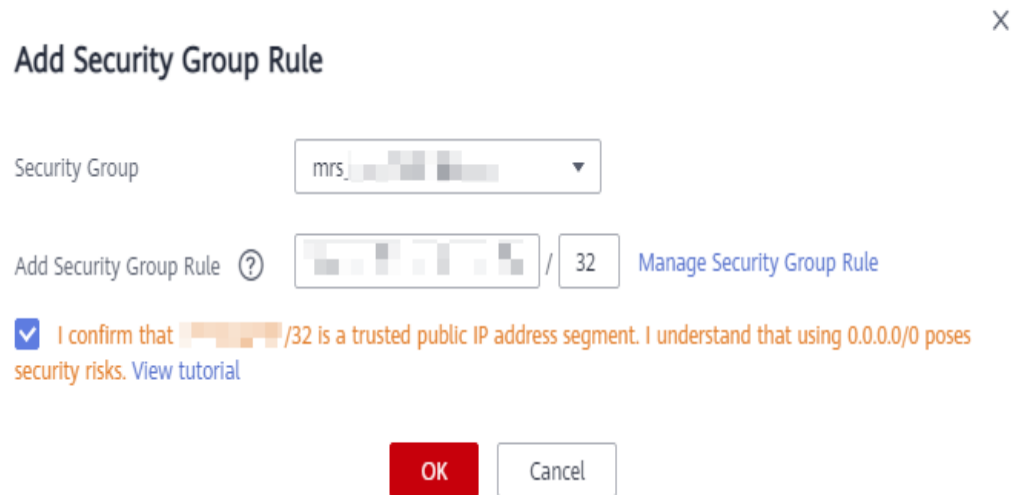 X
Add Security Group Rule
Security Group
mrs_
Add Security Group Rule ? / 32 Manage Security Group Rule
I confirm that /32 is a trusted public IP address segment. I understand that using 0.0.0.0/0 poses
security risks. View tutorial
OK Cancel